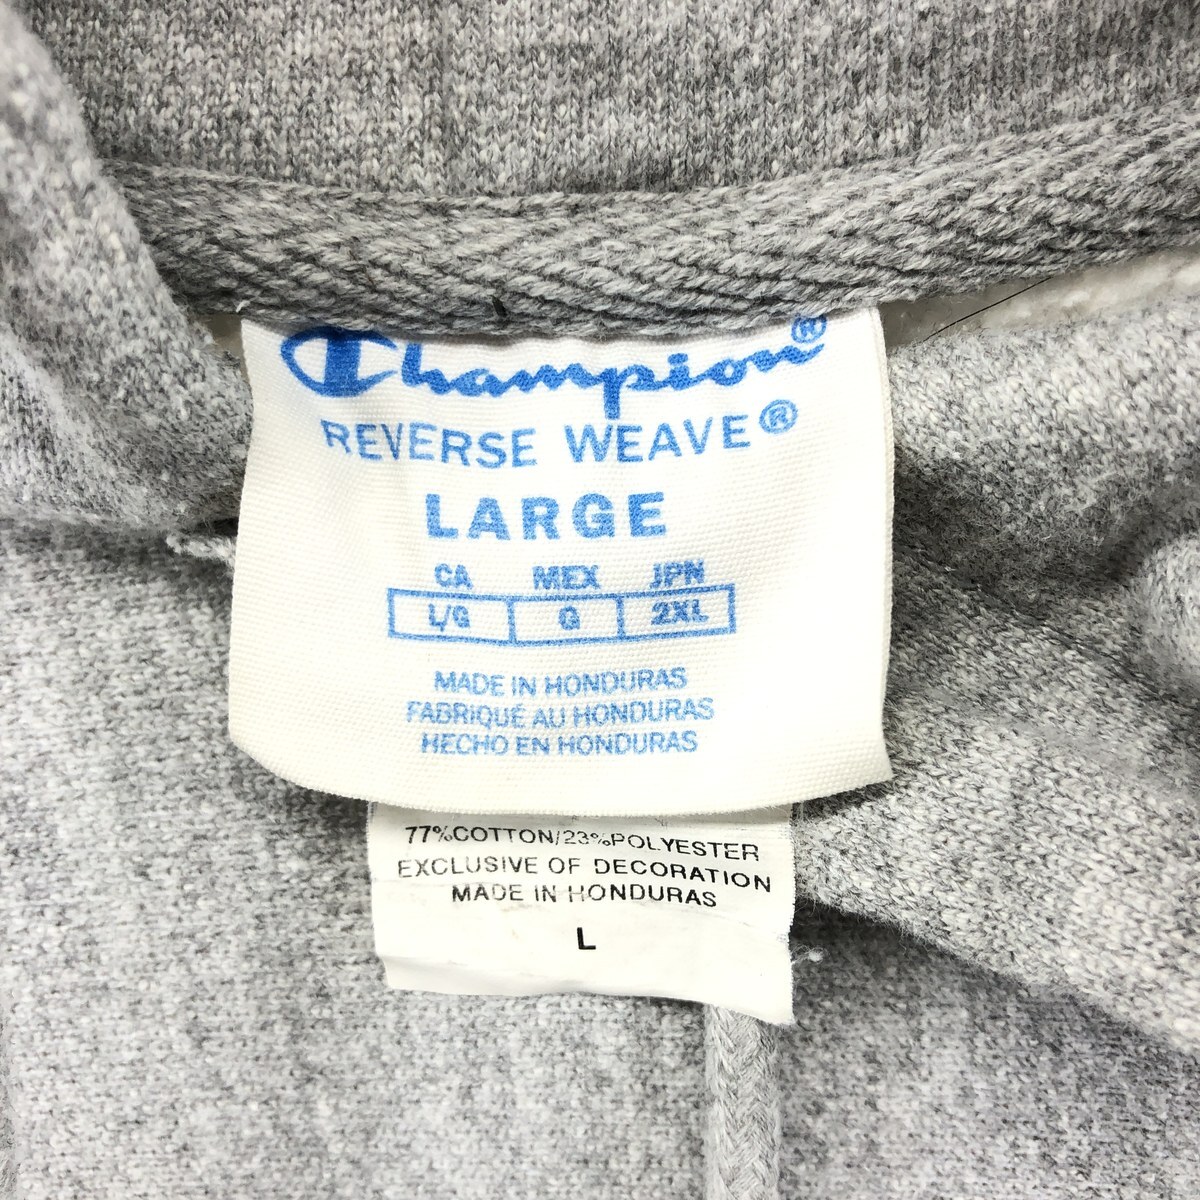 Champion®
REVERSE WEAVE®
LARGE
CA MEX JPN
L/G G 2XL
MADE IN HONDURAS
FABRIQUÉ AU HONDURAS
HECHO EN HONDURAS
77%COTTON/23%POLYESTER
EXCLUSIVE OF DECORATION
MADE IN HONDURAS
L